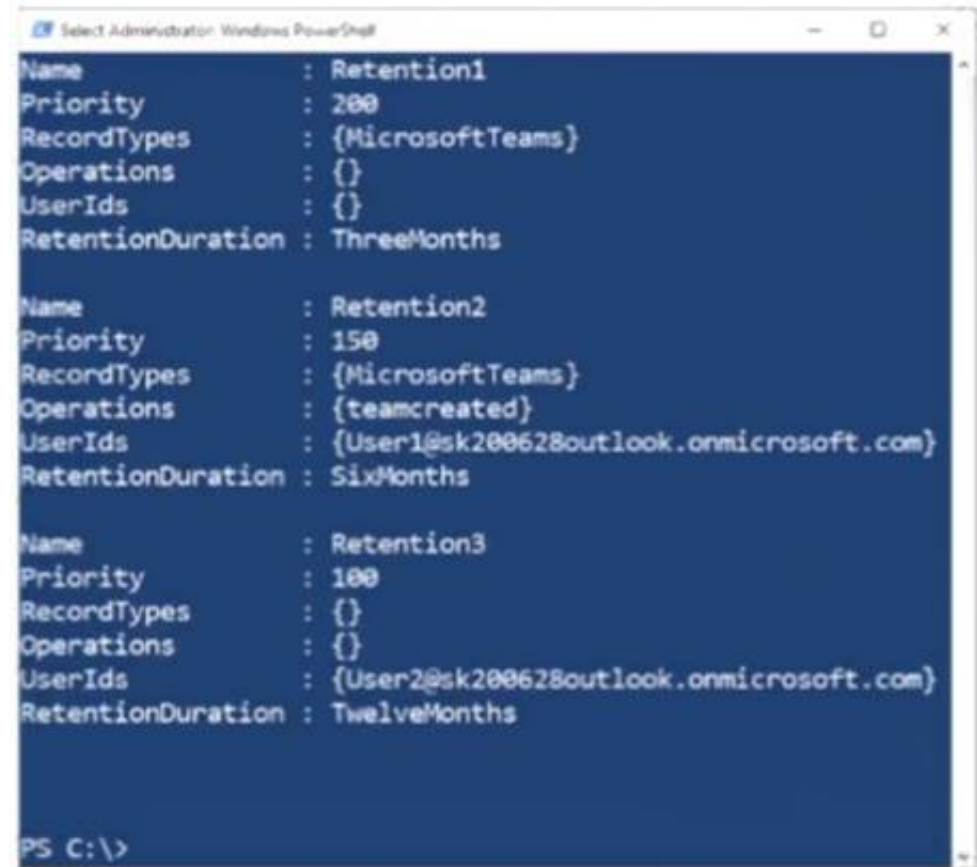 Select Administrator: Windows PowerShell
Name : Retention1
Priority : 200
RecordTypes : {MicrosoftTeams}
Operations : {}
UserIds : {}
RetentionDuration : ThreeMonths
Name : Retention2
Priority : 150
RecordTypes : {MicrosoftTeams}
Operations : {teamcreated}
UserIds : {User1@sk200628outlook.onmicrosoft.com}
RetentionDuration : SixMonths
Name : Retention3
Priority : 100
RecordTypes : {}
Operations : {}
UserIds : {User2@sk200628outlook.onmicrosoft.com}
RetentionDuration : TwelveMonths
PS C:\>